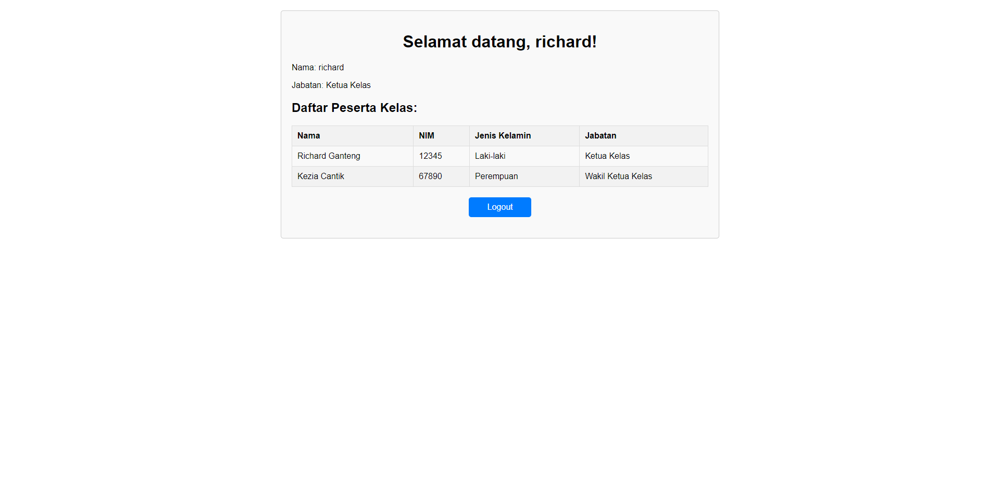 Selamat datang, richard!
Nama: richard
Jabatan: Ketua Kelas
Daftar Peserta Kelas:
Nama NIM Jenis Kelamin Jabatan
Richard Ganteng 12345 Laki-laki Ketua Kelas
Kezia Cantik 67890 Perempuan Wakil Ketua Kelas
Logout